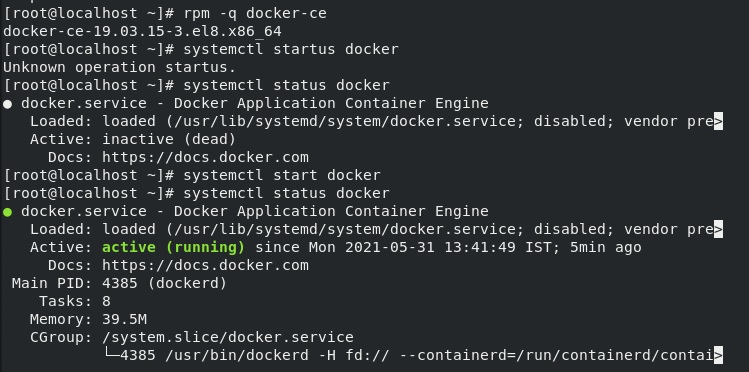 [root@localhost ~]# rpm -q docker-ce
docker-ce-19.03.15-3.el8.x86_64
[root@localhost ~]# systemctl startus docker
Unknown operation startus.
[root@localhost ~]# systemctl status docker
● docker.service - Docker Application Container Engine
   Loaded: loaded (/usr/lib/systemd/system/docker.service; disabled; vendor pre>
   Active: inactive (dead)
     Docs: https://docs.docker.com
[root@localhost ~]# systemctl start docker
[root@localhost ~]# systemctl status docker
● docker.service - Docker Application Container Engine
   Loaded: loaded (/usr/lib/systemd/system/docker.service; disabled; vendor pre>
   Active: active (running) since Mon 2021-05-31 13:41:49 IST; 5min ago
     Docs: https://docs.docker.com
 Main PID: 4385 (dockerd)
    Tasks: 8
   Memory: 39.5M
   CGroup: /system.slice/docker.service
           └─4385 /usr/bin/dockerd -H fd:// --containerd=/run/containerd/contai>